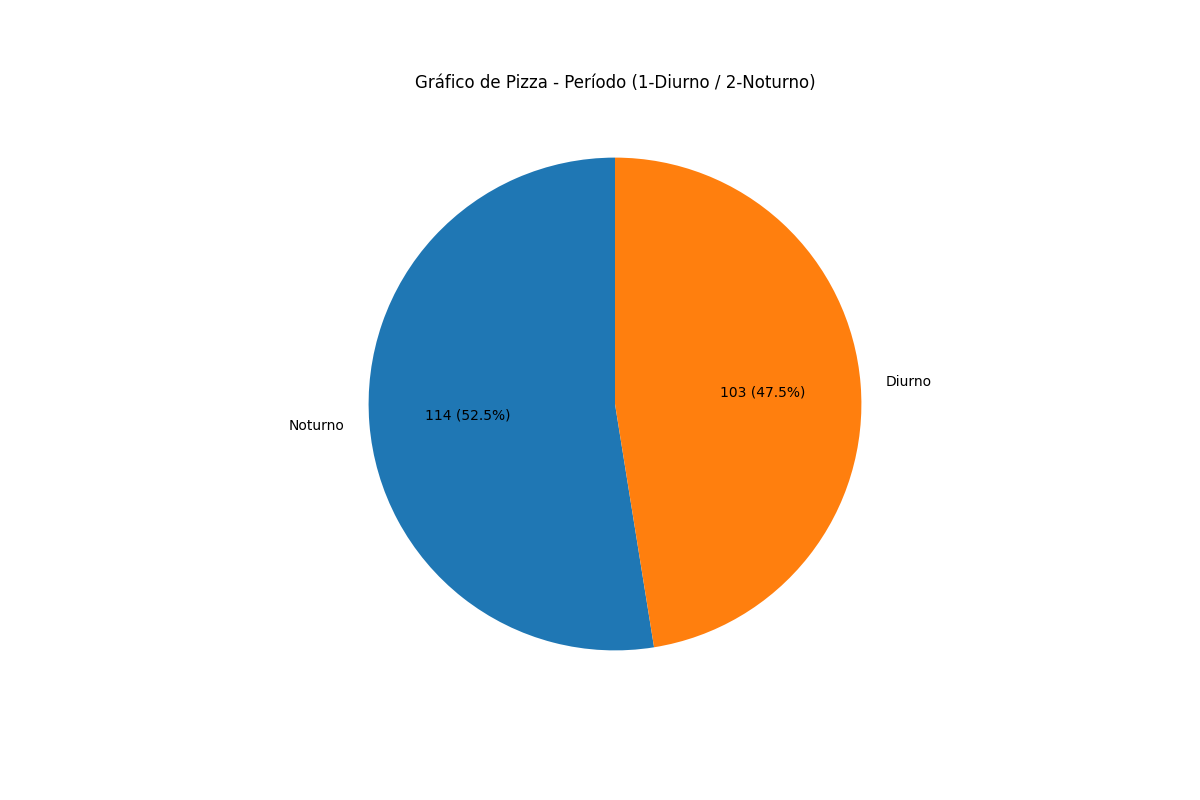 Gráfico de Pizza - Período (1-Diurno / 2-Noturno)
Diurno
103 (47.5%)
114 (52.5%)
Noturno